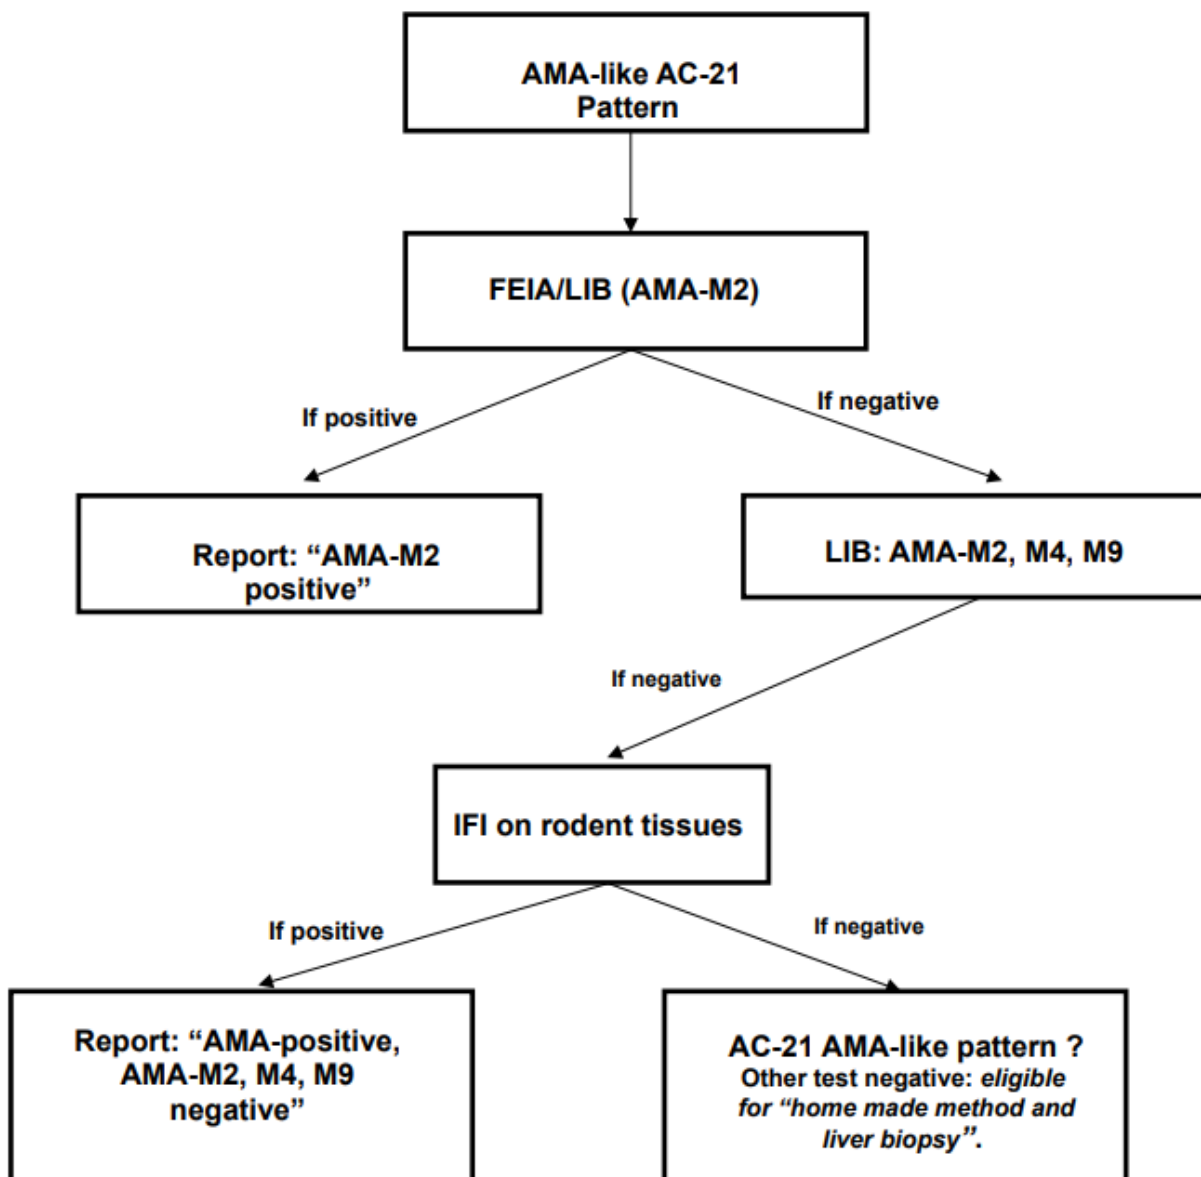 AMA-like AC-21
Pattern
FEIA/LIB (AMA-M2)
If positive
If negative
Report: “AMA-M2
positive”
LIB: AMA-M2, M4, M9
If negative
IFI on rodent tissues
If positive
If negative
Report: “AMA-positive,
AMA-M2, M4, M9
negative”
AC-21 AMA-like pattern ?
Other test negative: eligible
for “home made method and
liver biopsy”.